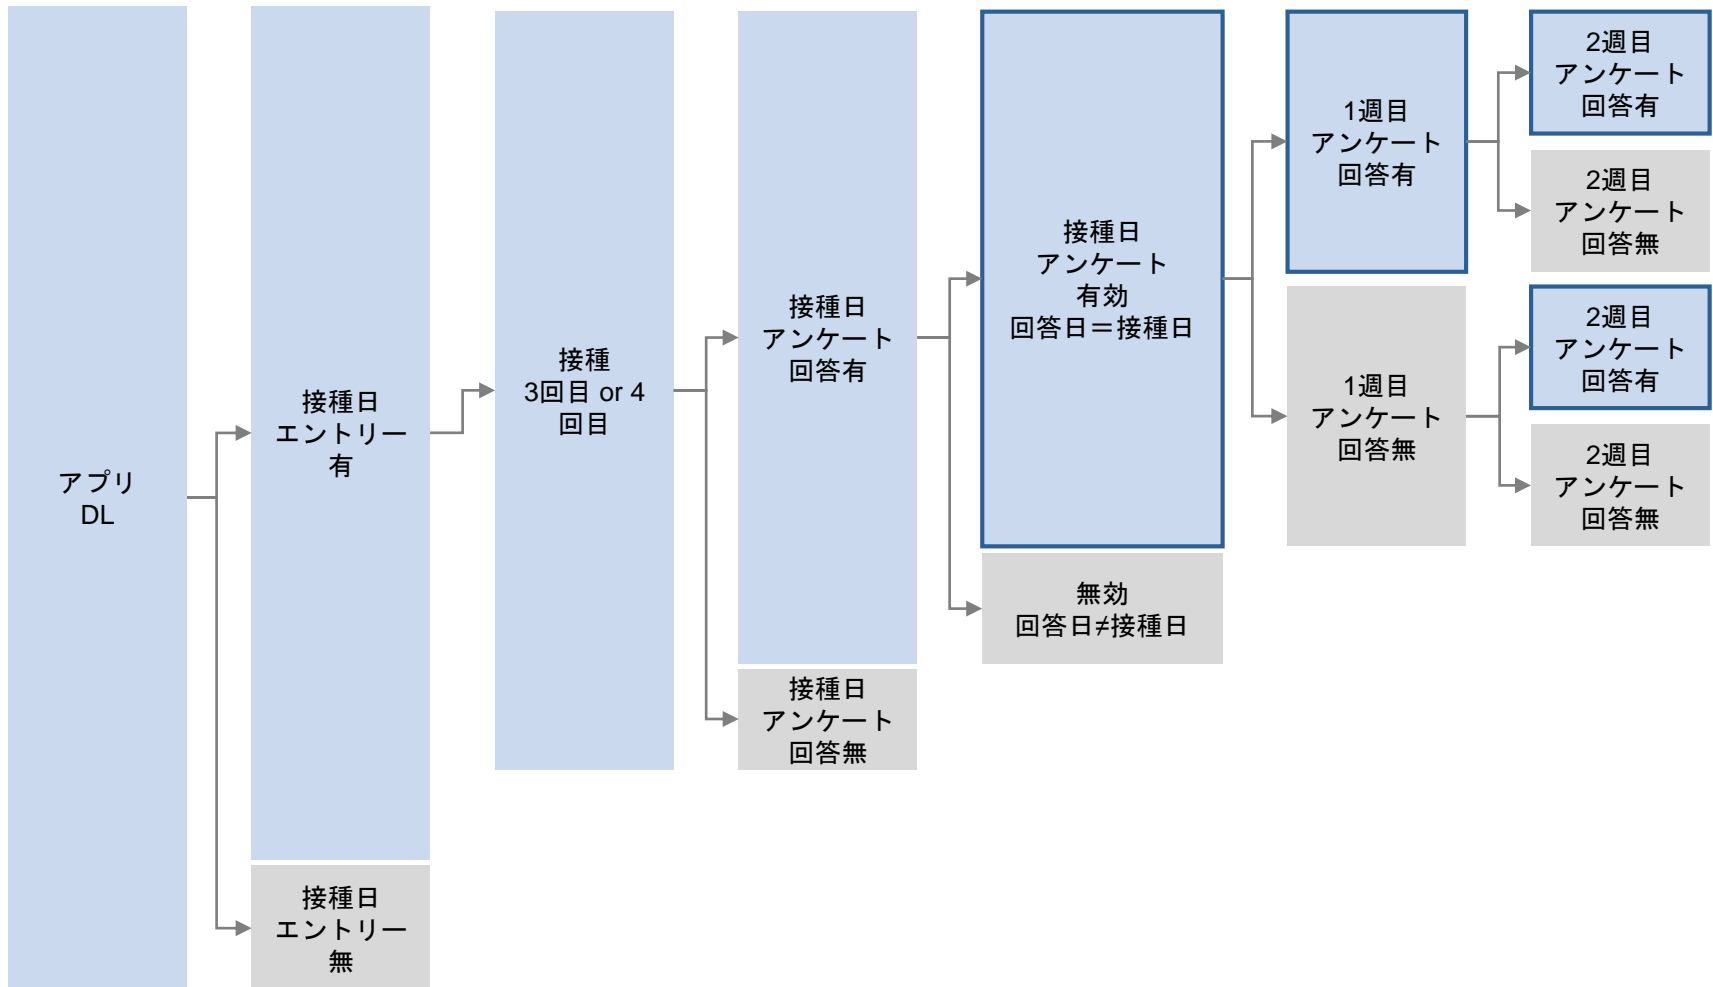 アプリ
DL
接種日
エントリー
有
接種日
エントリー
無
接種
3回目 or 4
回目
接種日
アンケート
回答有
接種日
アンケート
回答無
接種日
アンケート
有効
回答日＝接種日
無効
回答日≠接種日
1週目
アンケート
回答有
1週目
アンケート
回答無
2週目
アンケート
回答有
2週目
アンケート
回答無
2週目
アンケート
回答有
2週目
アンケート
回答無